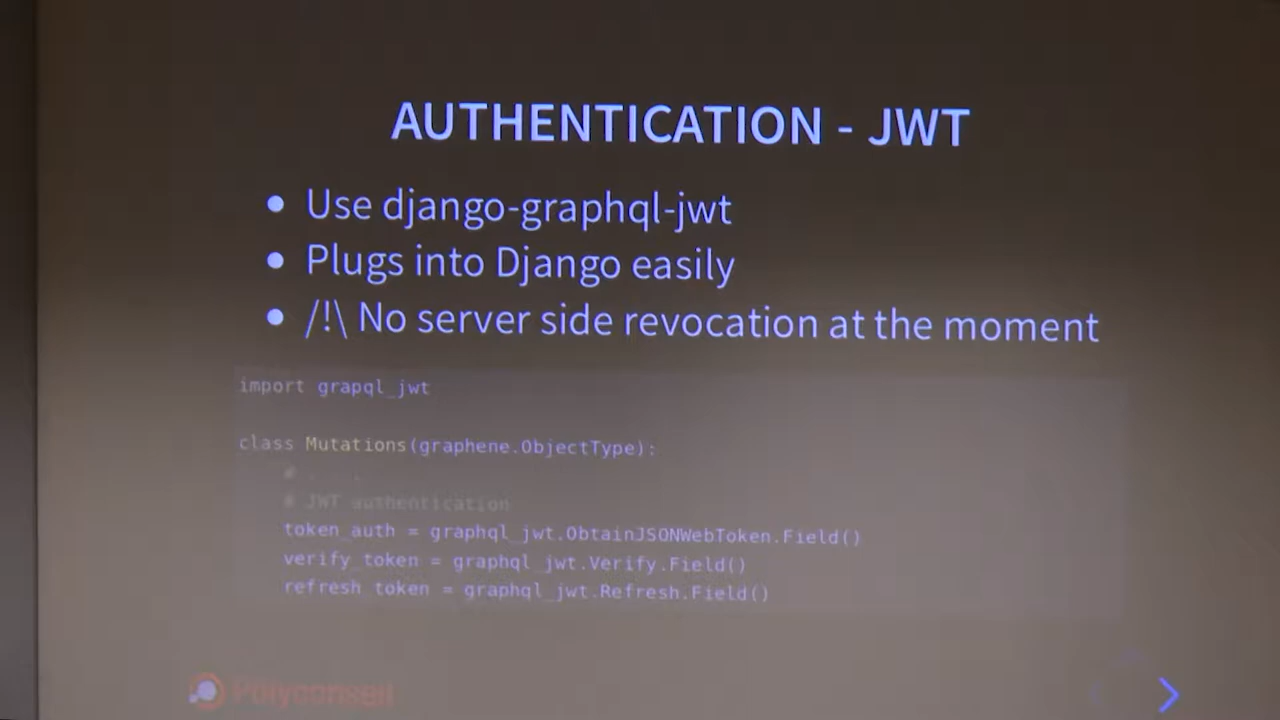 AUTHENTICATION - JWT
• Use django-graphql-jwt
• Plugs into Django easily
• /!\ No server side revocation at the moment
import grapql_jwt
class Mutations(graphene.ObjectType):
# ...
# JWT authentication
token_auth = graphql_jwt.ObtainJSONWebToken.Field()
verify_token = graphql_jwt.Verify.Field()
refresh_token = graphql_jwt.Refresh.Field()
Polyconseil